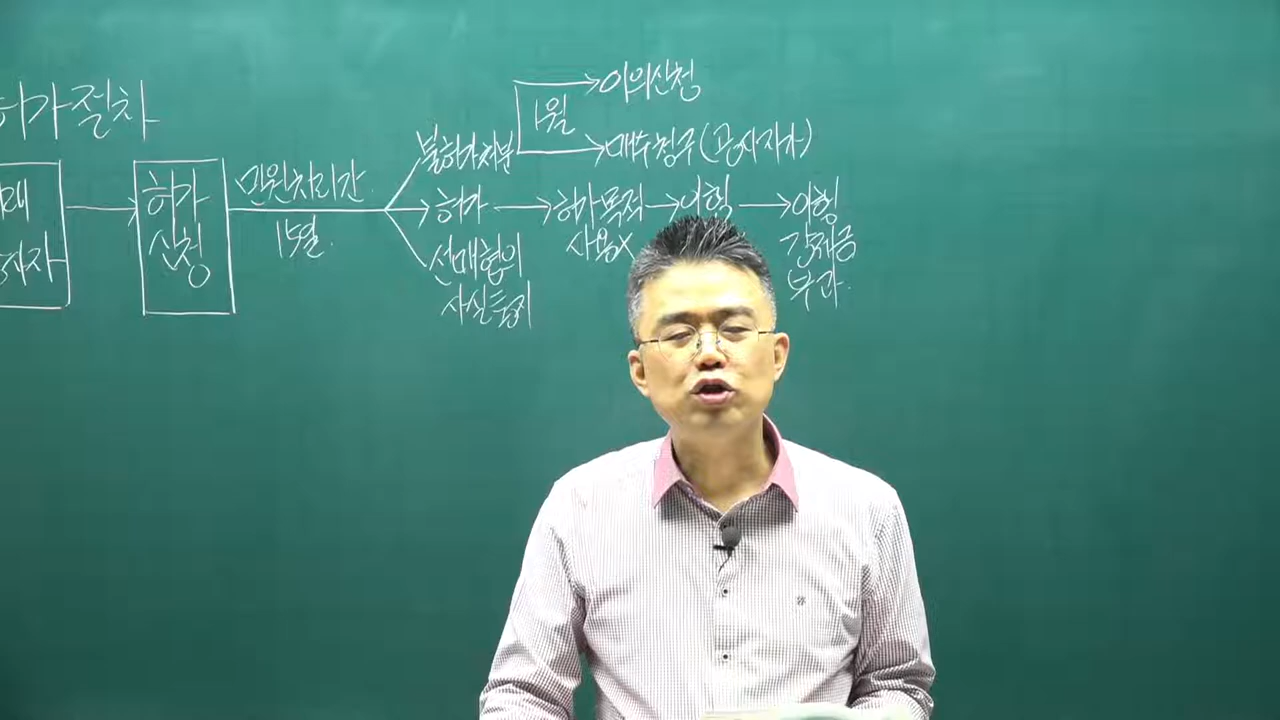 허가절차
허가
신청
민원처리기간
15일.
불허가처분
1월
이의신청
매수청구(공시지가)
허가
허가목적
사용X
이행
이행
강제금
부과.
선매협의
사실통지